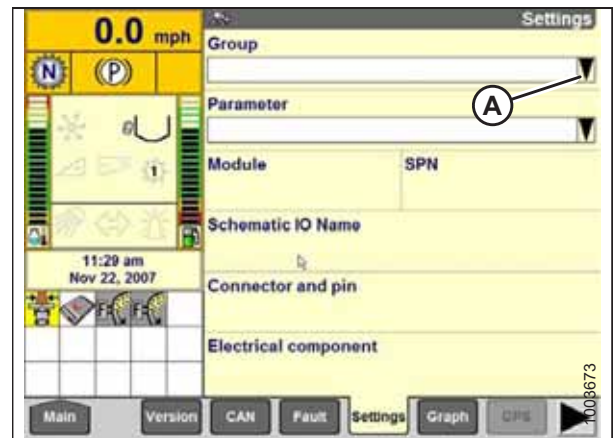 0.0 mph
Settings
Group
N
(P)
A
Parameter
Module
SPN
1
Schematic IO Name
11:29 am
Nov 22, 2007
Connector and pin
Electrical component
1003673
Main
Version
CAN
Fault
Settings
Graph
GPS